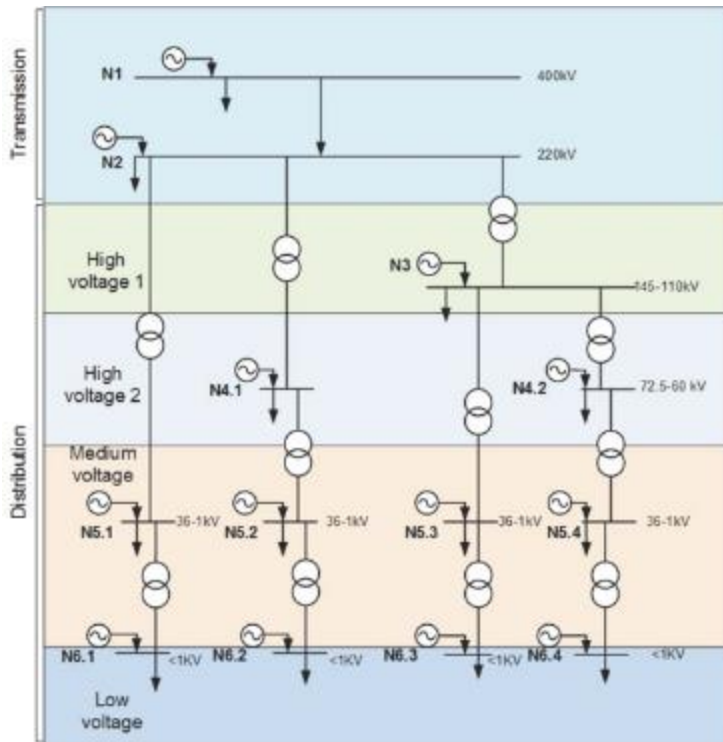 Transmission
N1
400kV
N2
220kV
Distribution
High
voltage 1
N3
145-110kV
High
voltage 2
N4.1
N4.2
72.5-60 kV
Medium
voltage
N5.1
36-1kV
N5.2
36-1kV
N5.3
36-1kV
N5.4
36-1kV
N6.1
<1KV
N6.2
<1KV
N6.3
<1KV
N6.4
<1KV
Low
voltage